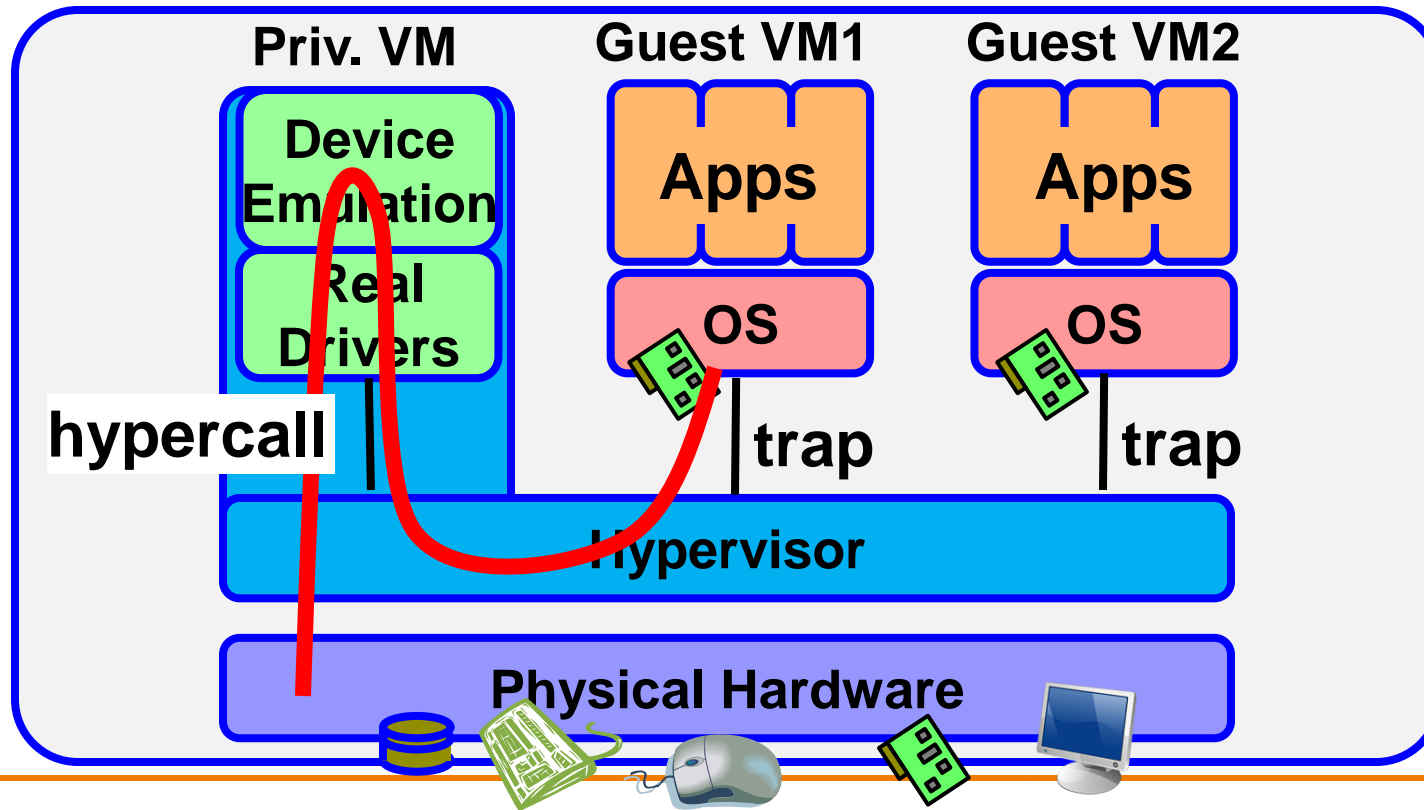 Priv. VM
Guest VM1
Guest VM2
Device
Emulation
Apps
Apps
Real
Drivers
OS
OS
hypercall
trap
trap
Hypervisor
Physical Hardware